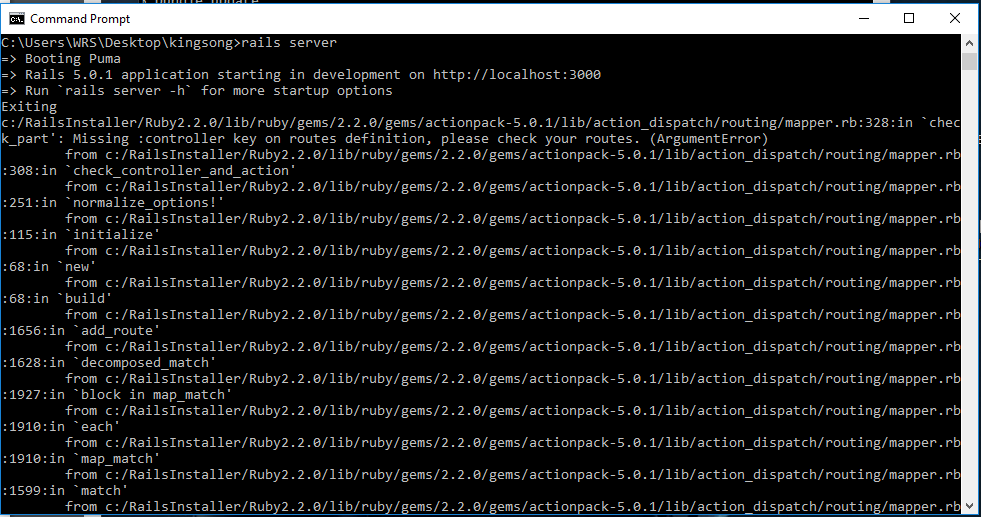 Command Prompt
C:\Users\WRS\Desktop\kingsong>rails server
=> Booting Puma
=> Rails 5.0.1 application starting in development on http://localhost:3000
=> Run `rails server -h` for more startup options
Exiting
c:/RailsInstaller/Ruby2.2.0/lib/ruby/gems/2.2.0/gems/actionpack-5.0.1/lib/action_dispatch/routing/mapper.rb:328:in `chec
k_part': Missing :controller key on routes definition, please check your routes. (ArgumentError)
from c:/RailsInstaller/Ruby2.2.0/lib/ruby/gems/2.2.0/gems/actionpack-5.0.1/lib/action_dispatch/routing/mapper.rb
:308:in `check_controller_and_action'
from c:/RailsInstaller/Ruby2.2.0/lib/ruby/gems/2.2.0/gems/actionpack-5.0.1/lib/action_dispatch/routing/mapper.rb
:251:in `normalize_options!'
from c:/RailsInstaller/Ruby2.2.0/lib/ruby/gems/2.2.0/gems/actionpack-5.0.1/lib/action_dispatch/routing/mapper.rb
:115:in `initialize'
from c:/RailsInstaller/Ruby2.2.0/lib/ruby/gems/2.2.0/gems/actionpack-5.0.1/lib/action_dispatch/routing/mapper.rb
:68:in `new'
from c:/RailsInstaller/Ruby2.2.0/lib/ruby/gems/2.2.0/gems/actionpack-5.0.1/lib/action_dispatch/routing/mapper.rb
:68:in `build'
from c:/RailsInstaller/Ruby2.2.0/lib/ruby/gems/2.2.0/gems/actionpack-5.0.1/lib/action_dispatch/routing/mapper.rb
:1656:in `add_route'
from c:/RailsInstaller/Ruby2.2.0/lib/ruby/gems/2.2.0/gems/actionpack-5.0.1/lib/action_dispatch/routing/mapper.rb
:1628:in `decomposed_match'
from c:/RailsInstaller/Ruby2.2.0/lib/ruby/gems/2.2.0/gems/actionpack-5.0.1/lib/action_dispatch/routing/mapper.rb
:1927:in `block in map_match'
from c:/RailsInstaller/Ruby2.2.0/lib/ruby/gems/2.2.0/gems/actionpack-5.0.1/lib/action_dispatch/routing/mapper.rb
:1910:in `each'
from c:/RailsInstaller/Ruby2.2.0/lib/ruby/gems/2.2.0/gems/actionpack-5.0.1/lib/action_dispatch/routing/mapper.rb
:1910:in `map_match'
from c:/RailsInstaller/Ruby2.2.0/lib/ruby/gems/2.2.0/gems/actionpack-5.0.1/lib/action_dispatch/routing/mapper.rb
:1599:in `match'
from c:/RailsInstaller/Ruby2.2.0/lib/ruby/gems/2.2.0/gems/actionpack-5.0.1/lib/action_dispatch/routing/mapper.rb